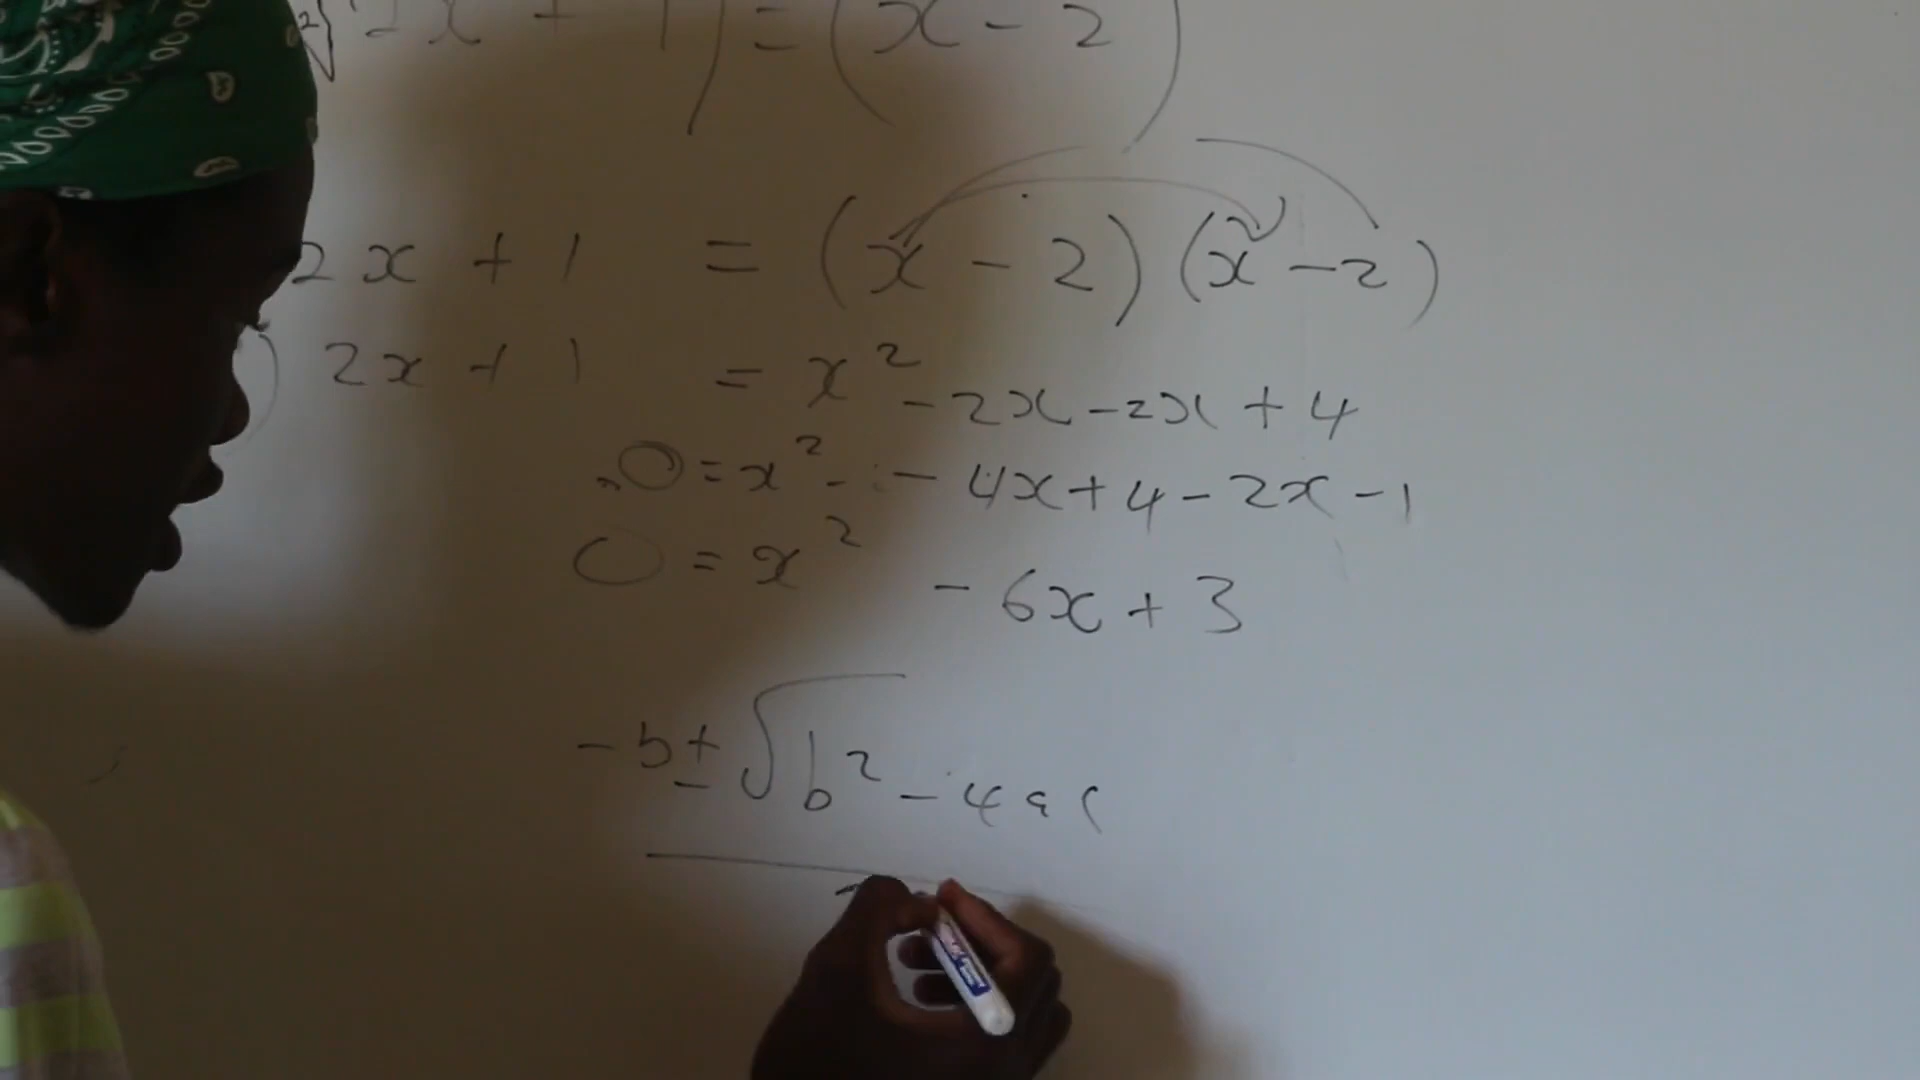 ²√2x + 1) = (x - 2)
2x + 1 = (x - 2)(x - 2)
) 2x + 1 = x² - 2x - 2x + 4
0 = x² - - 4x + 4 - 2x - 1
0 = x² - 6x + 3
-b ± √b² - 4ac